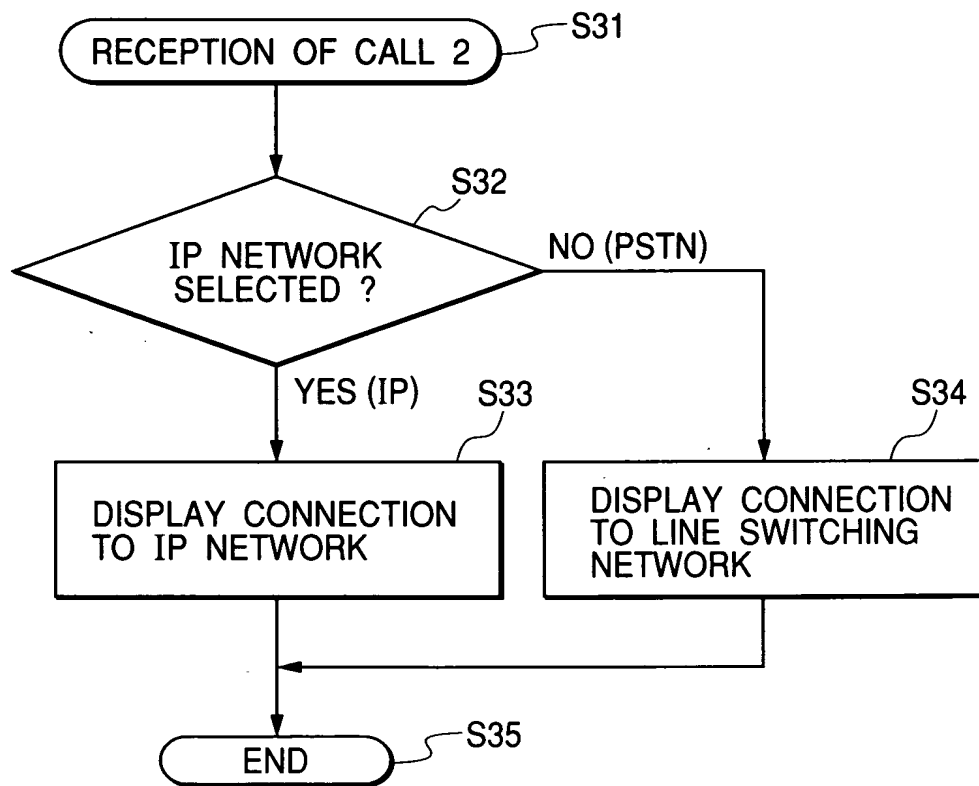 RECEPTION OF CALL 2
S31
S32
IP NETWORK
SELECTED ?
NO (PSTN)
YES (IP)
S33
S34
DISPLAY CONNECTION
TO IP NETWORK
DISPLAY CONNECTION
TO LINE SWITCHING
NETWORK
END
S35